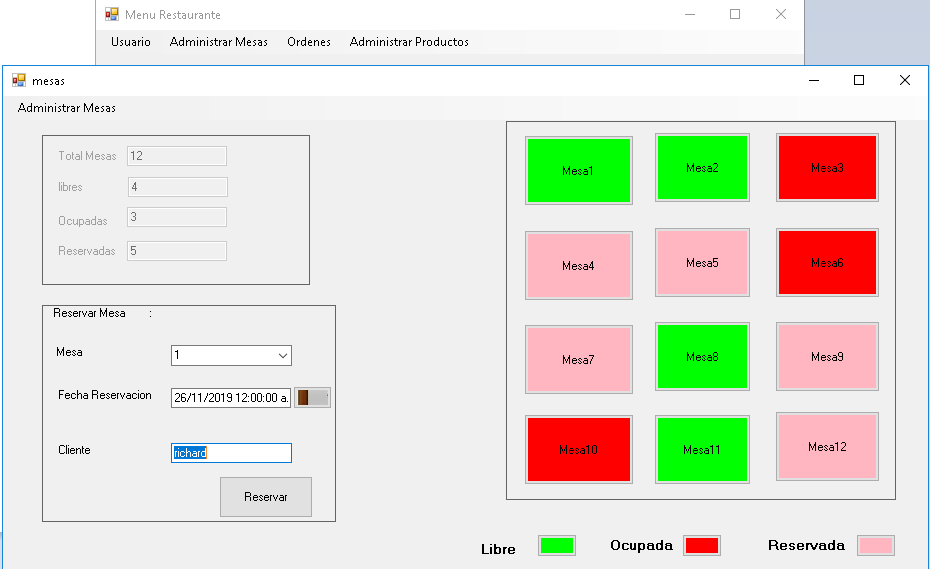 Menu Restaurante
Usuario Administrar Mesas Ordenes Administrar Productos
mesas
Administrar Mesas
Total Mesas 12
libres 4
Ocupadas 3
Reservadas 5
Reservar Mesa :
Mesa 1
Fecha Reservacion 26/11/2019 12:00:00 a.
Cliente richard
Reservar
Mesa1 Mesa2 Mesa3
Mesa4 Mesa5 Mesa6
Mesa7 Mesa8 Mesa9
Mesa10 Mesa11 Mesa12
Libre Ocupada Reservada